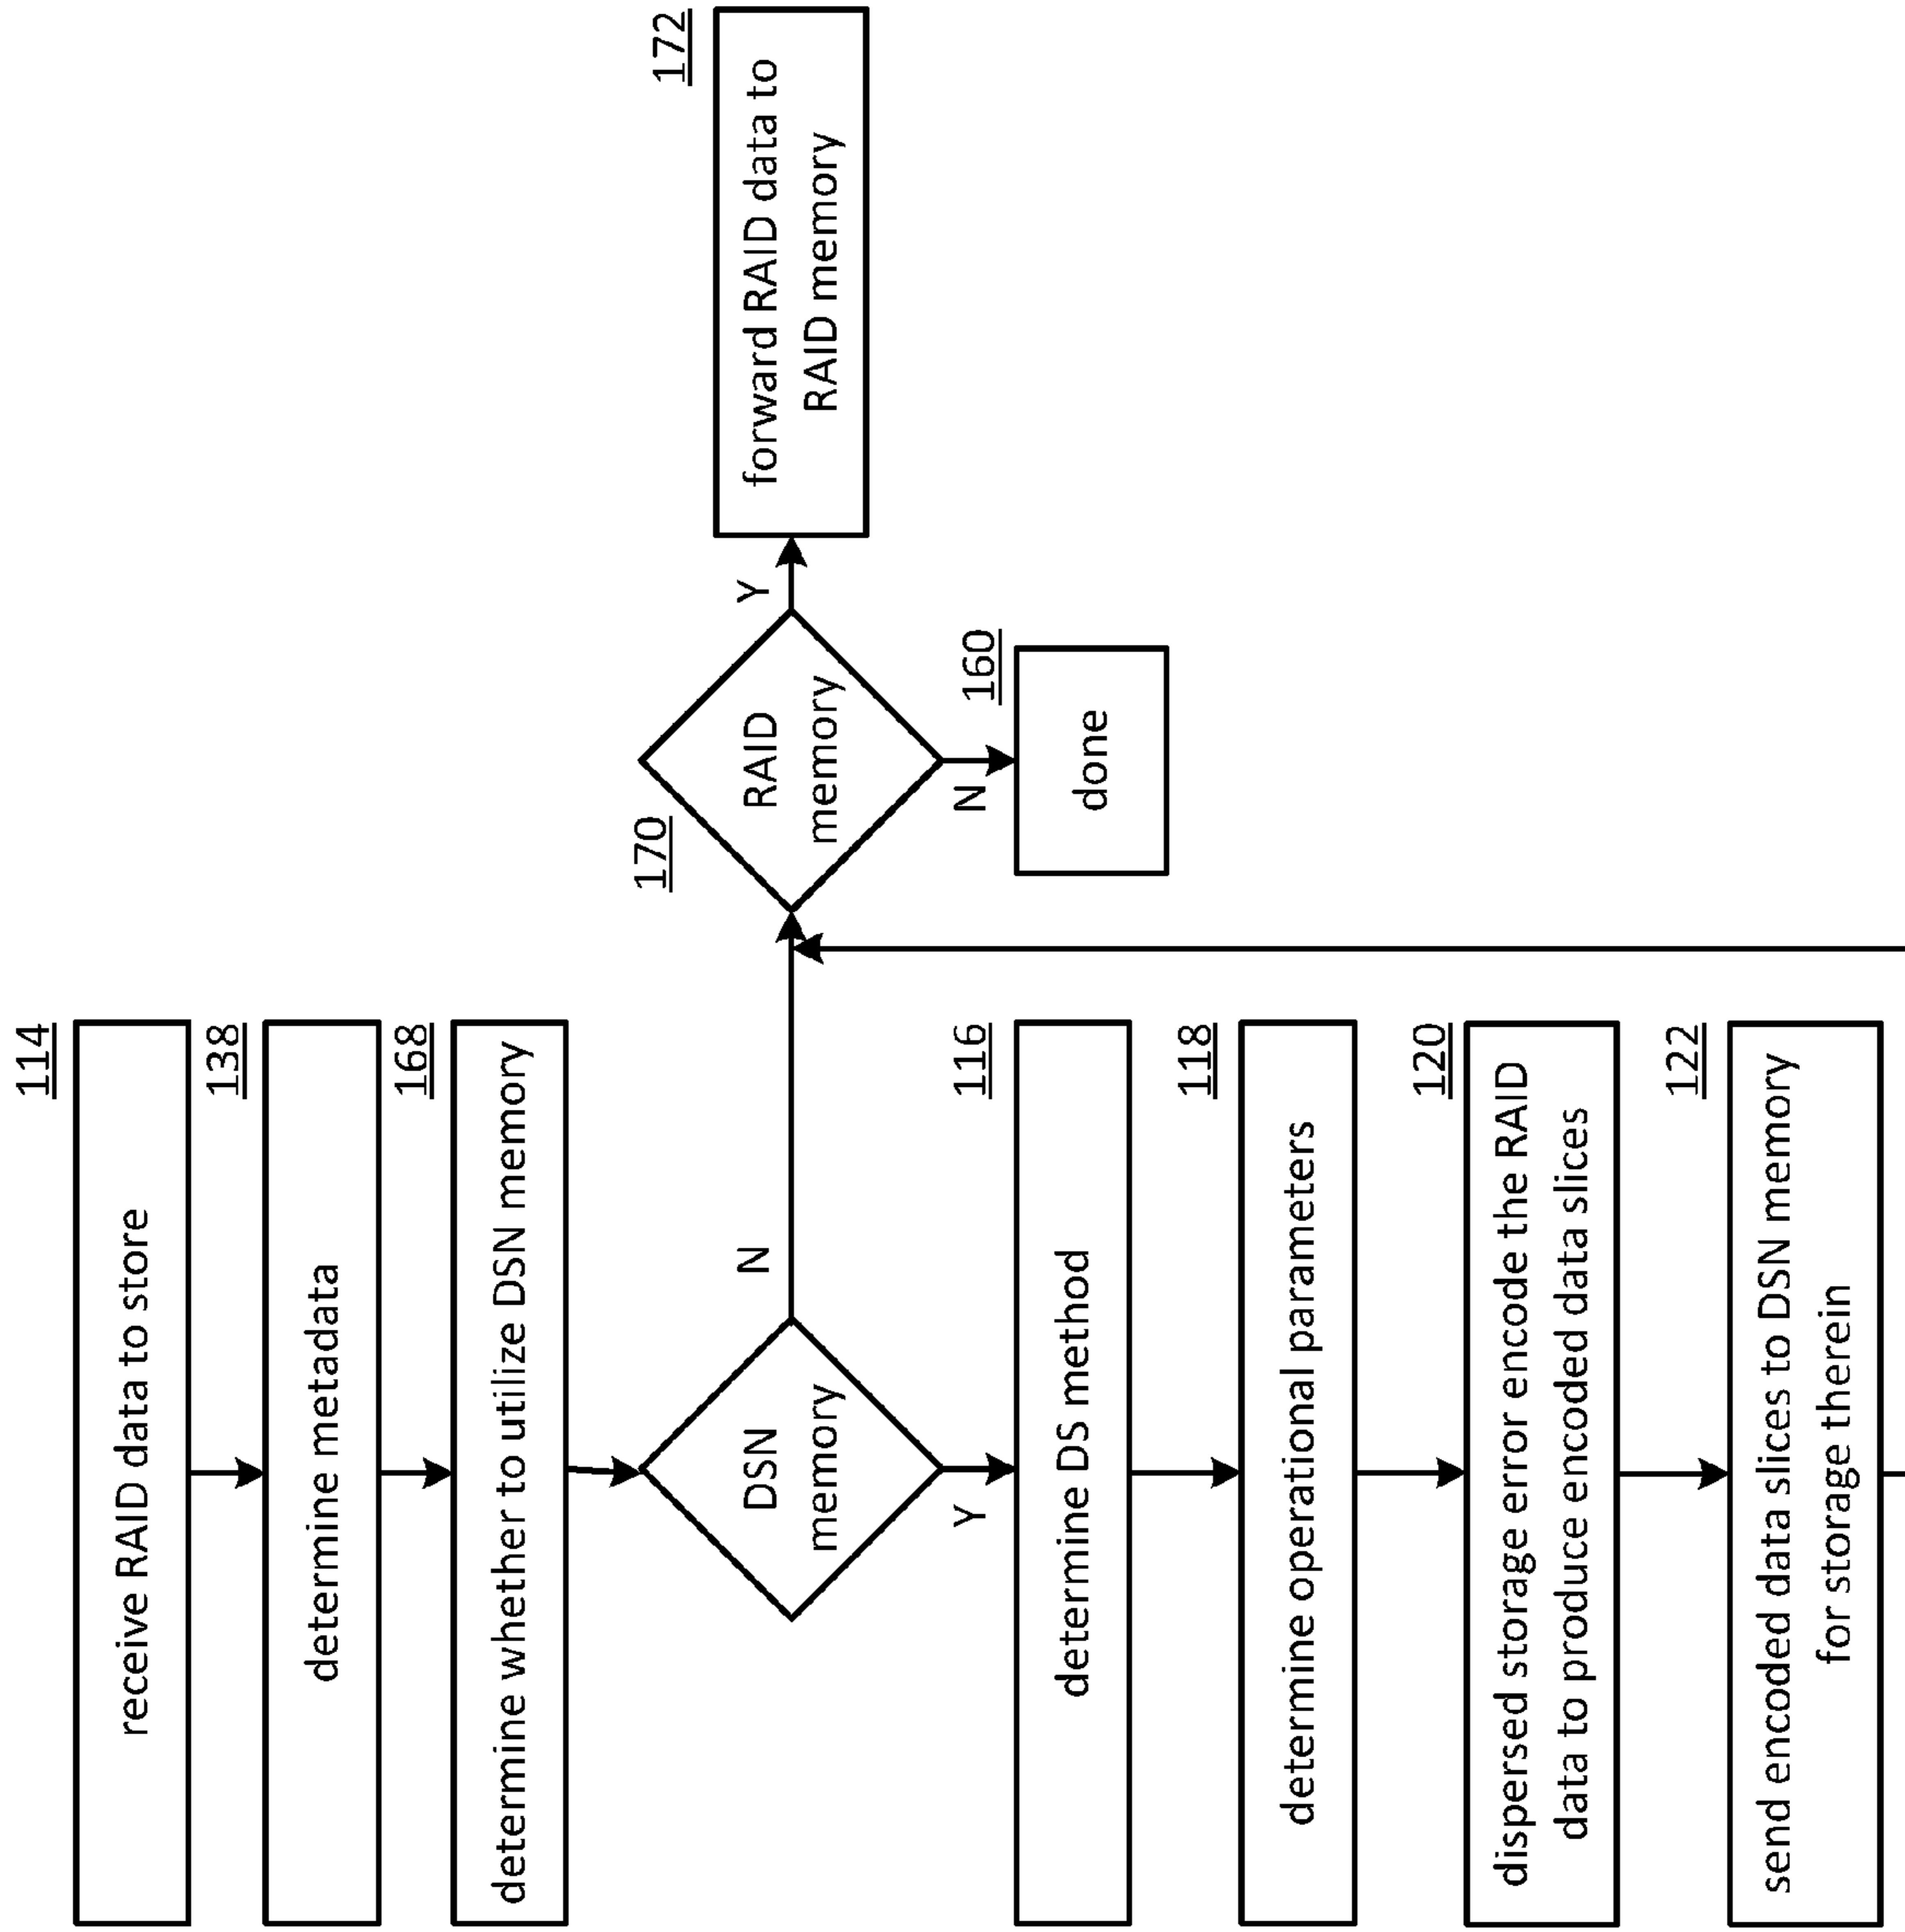 114
receive RAID data to store
138
determine metadata
168
determine whether to utilize DSN memory
DSN
memory
N
Y
116
determine DS method
118
determine operational parameters
120
dispersed storage error encode the RAID
data to produce encoded data slices
122
send encoded data slices to DSN memory
for storage therein
170
RAID
memory
Y
N
160
done
172
forward RAID data to
RAID memory